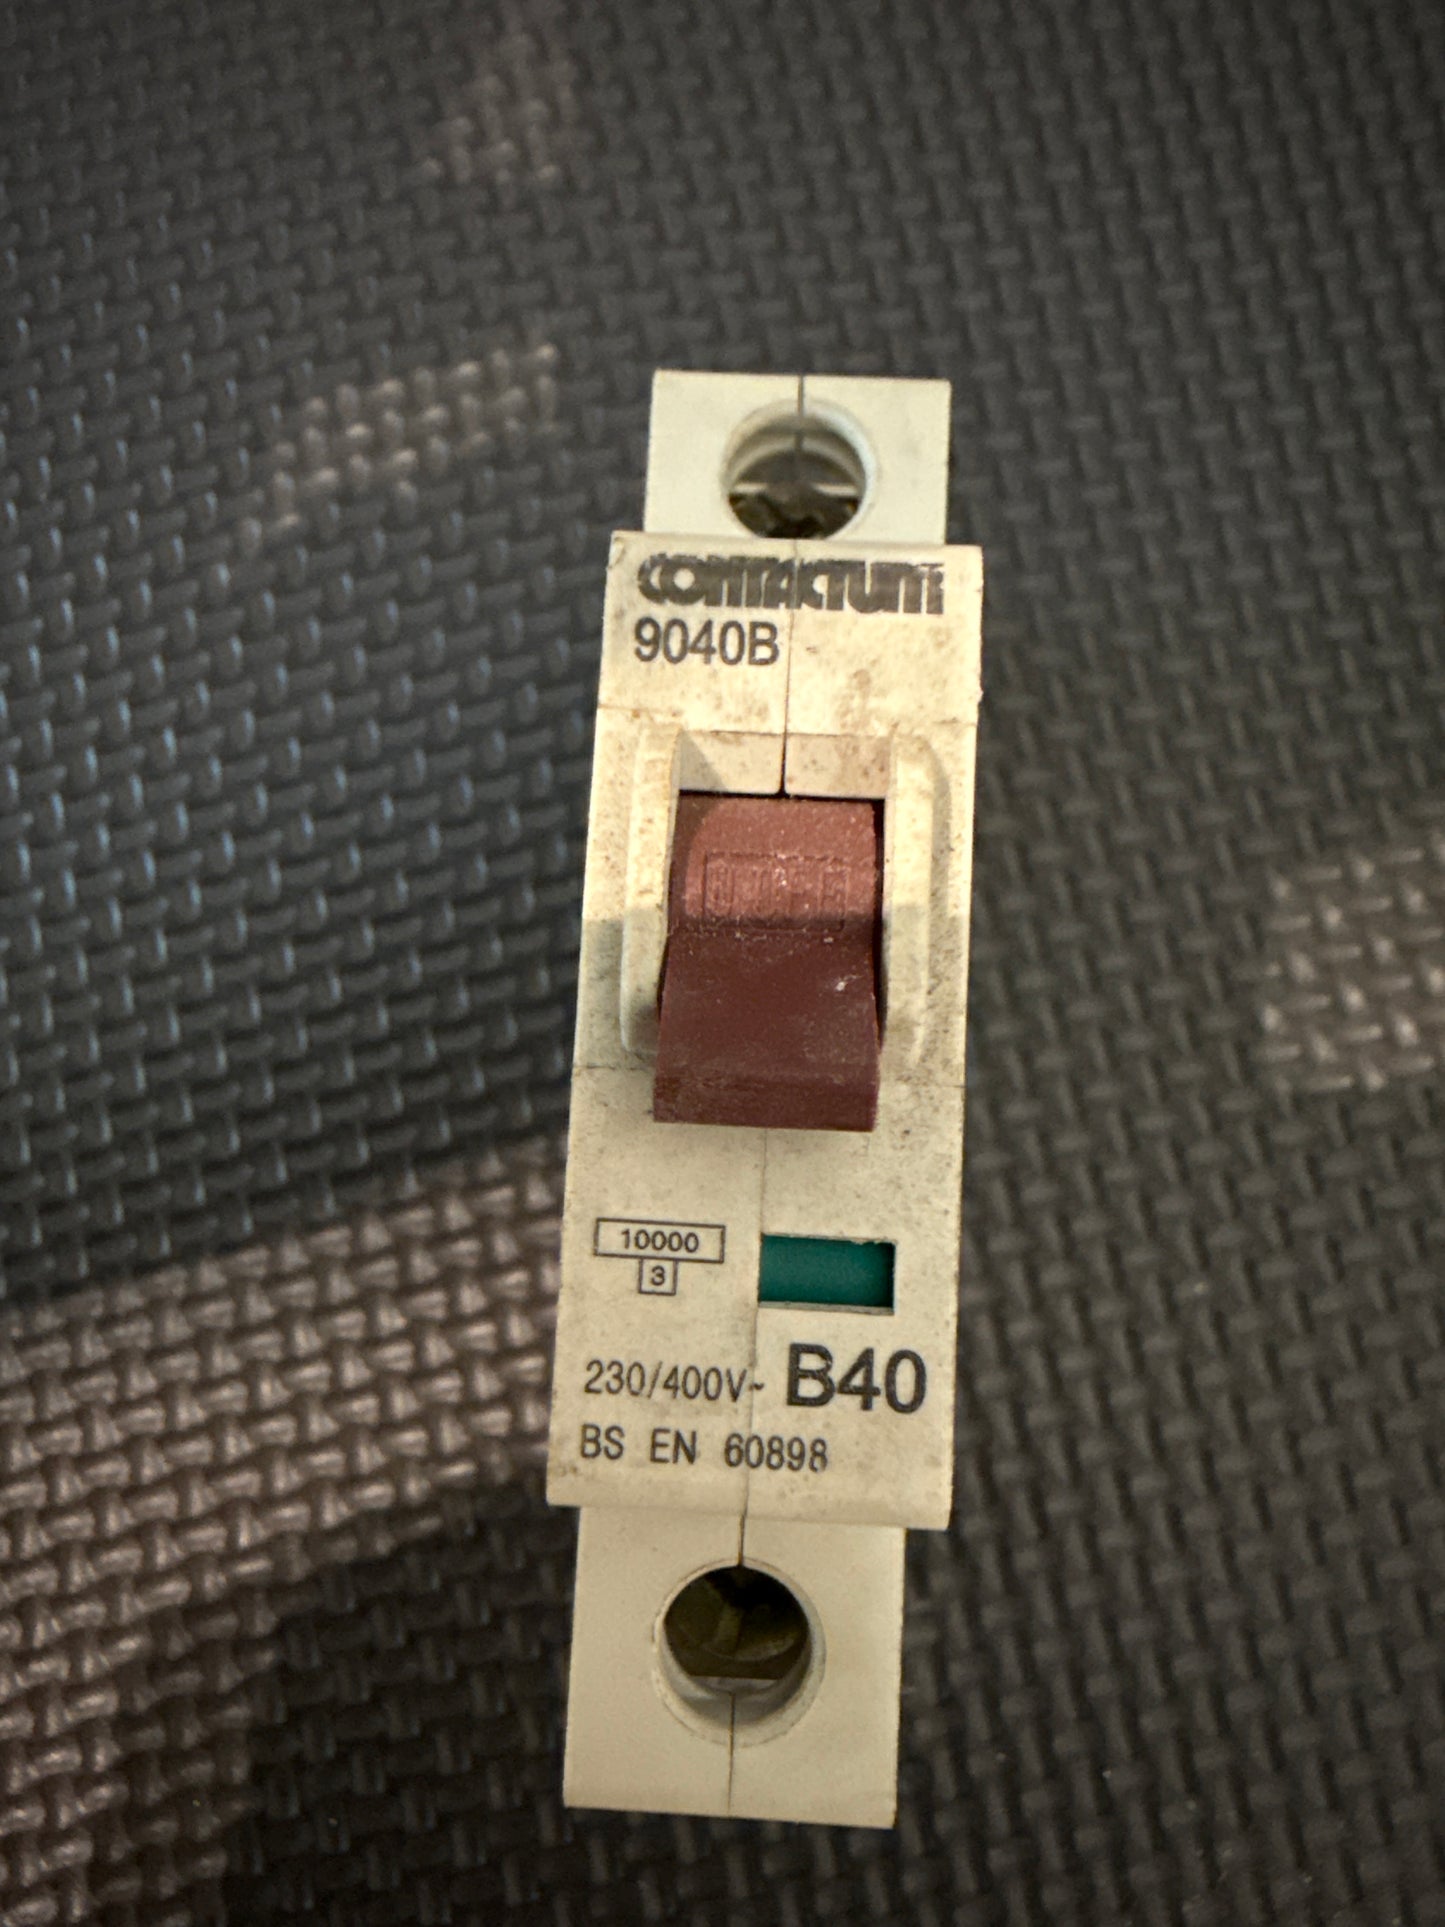 CONTACTUM
9040B
10000
3
230/400V~ B40
BS EN 60898